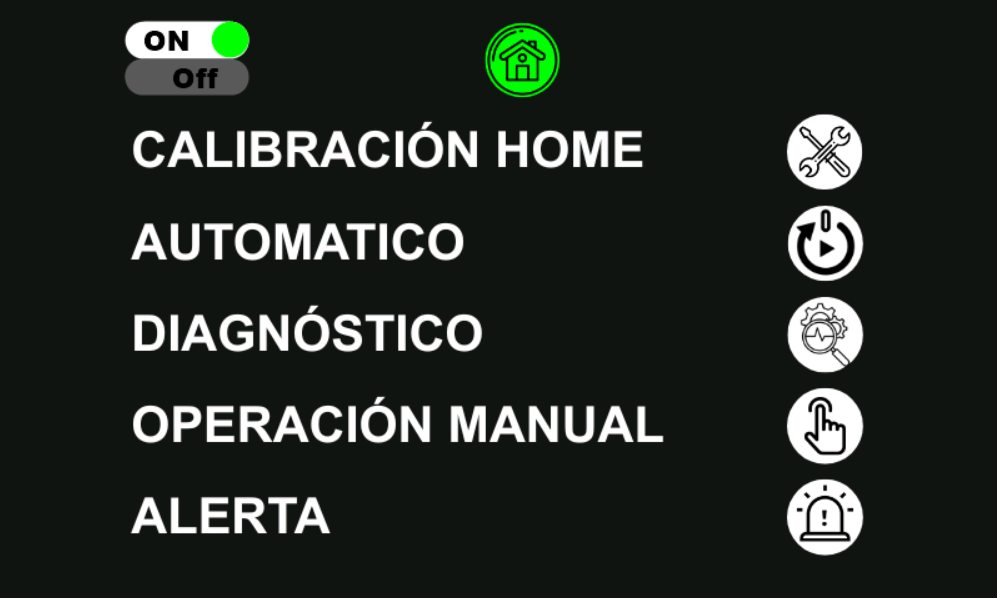 ON
Off
CALIBRACIÓN HOME
AUTOMATICO
DIAGNÓSTICO
OPERACIÓN MANUAL
ALERTA